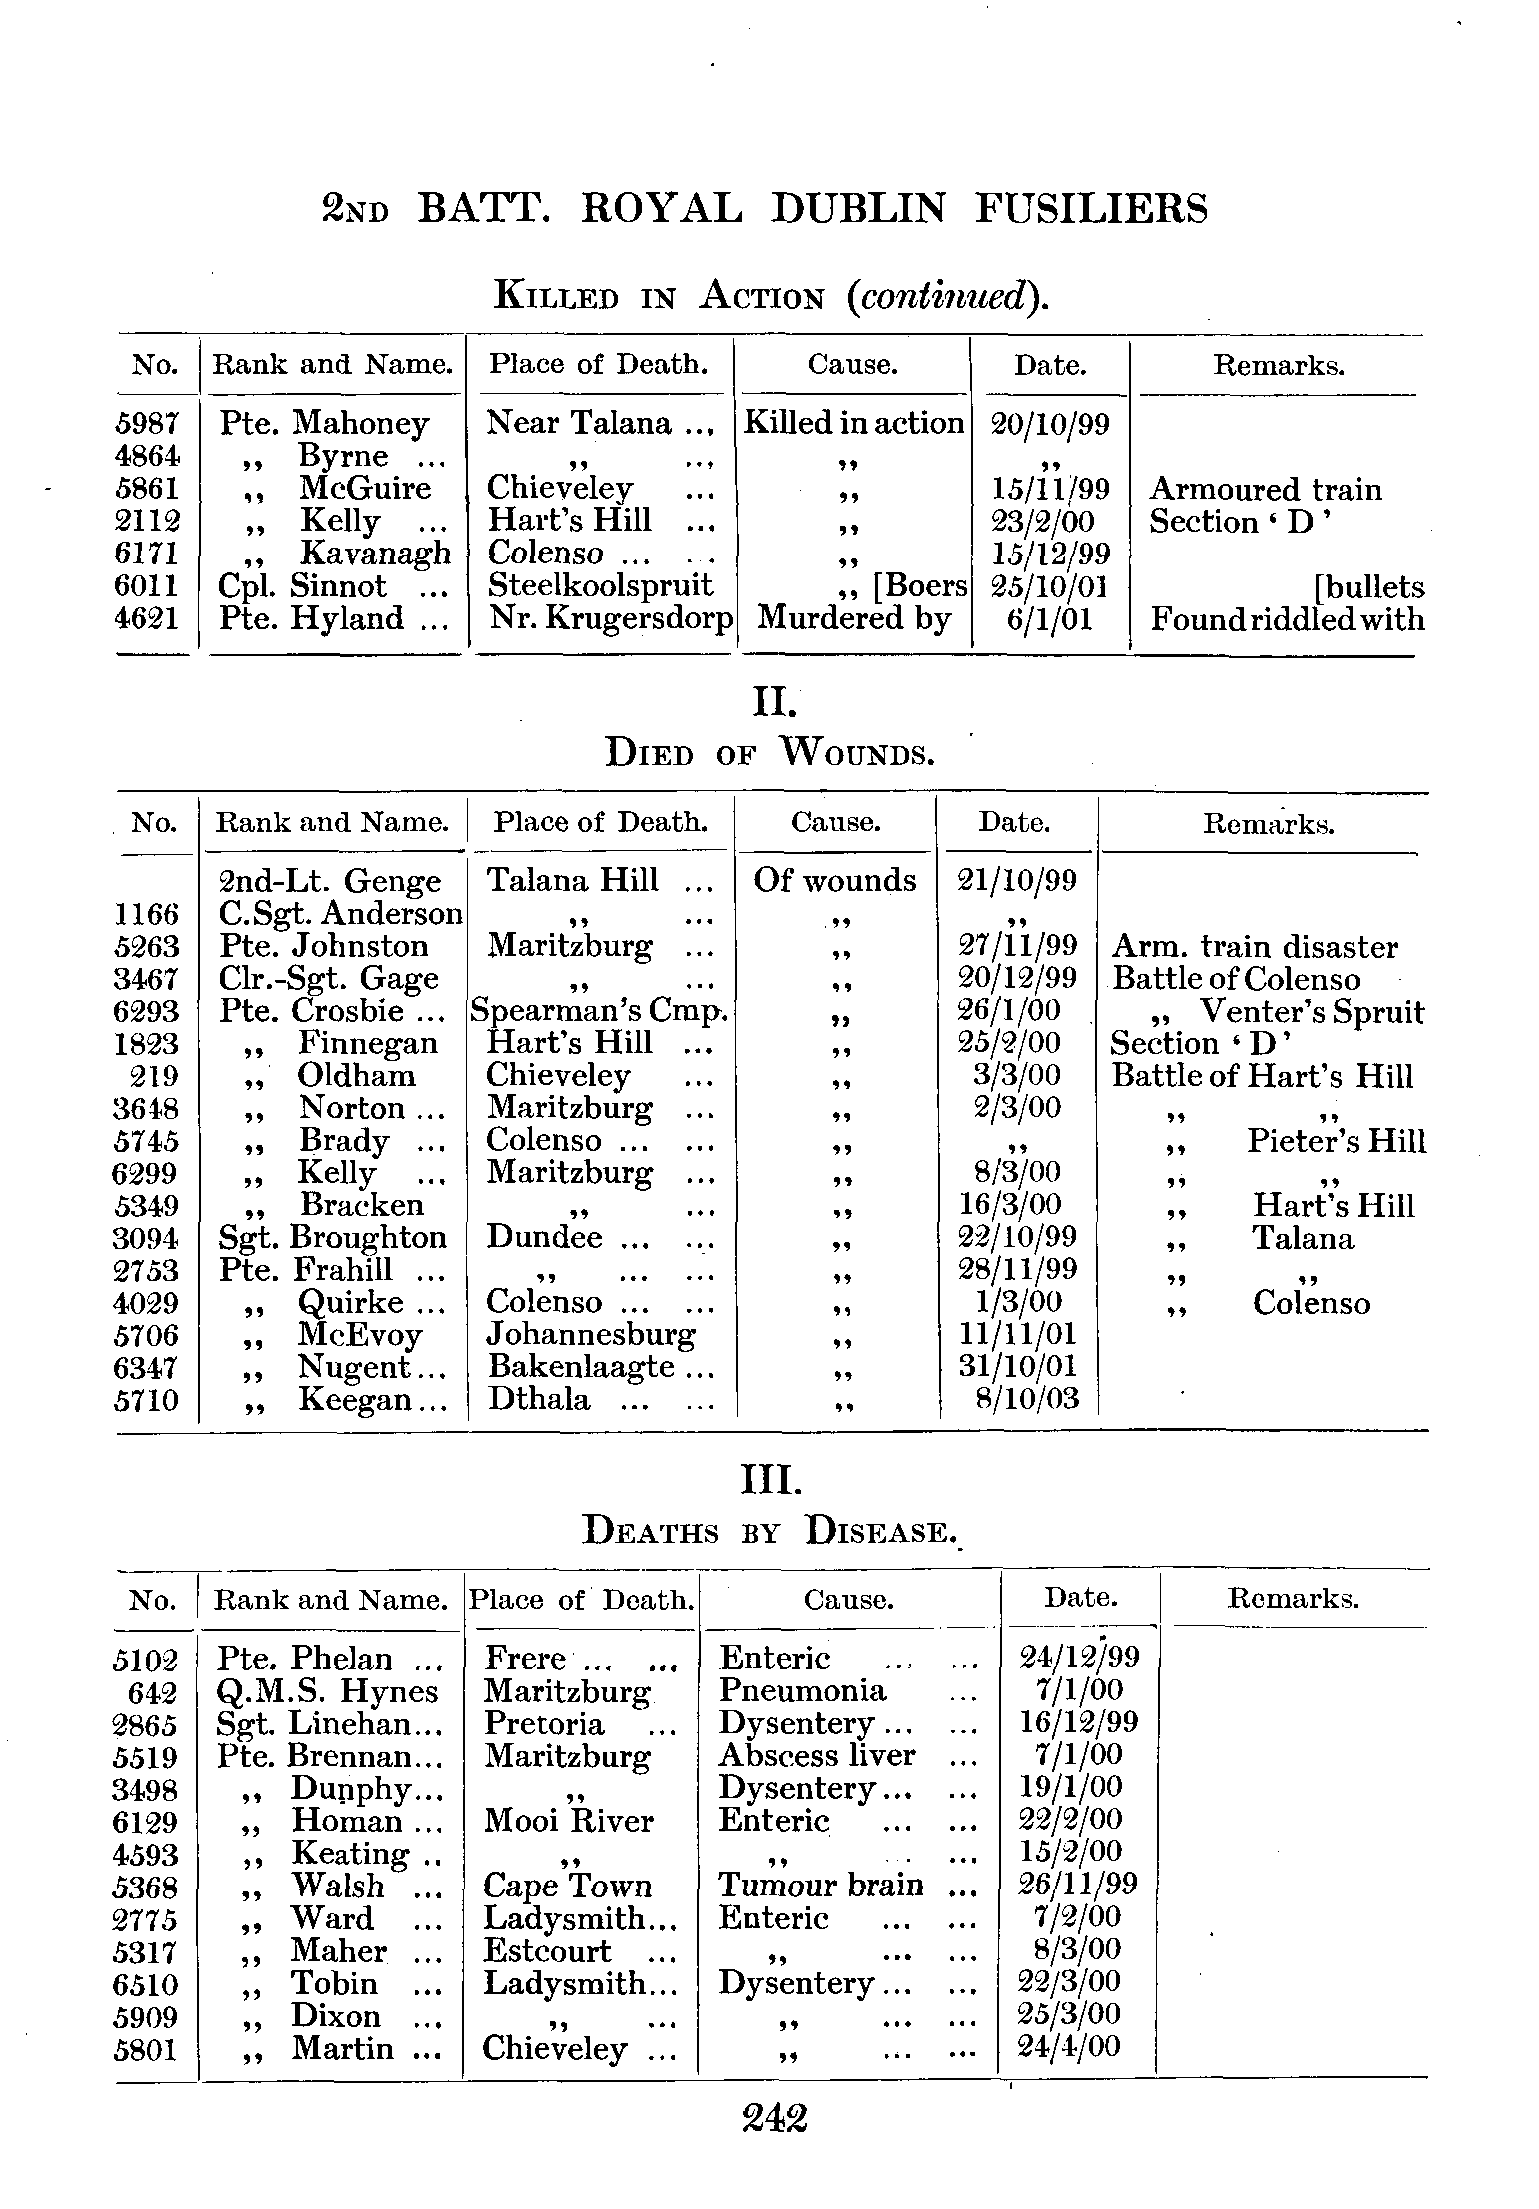 2ND BATT. ROYAL DUBLIN FUSILIERS
KILLED IN ACTION (continued).
No. Rank and Name. Place of Death. Cause. Date. Remarks.
5987 Pte. Mahoney Near Talana ... Killed in action 20/10/99
4864 ,, Byrne ... ,, ... ,, ,,
5861 ,, McGuire Chieveley ... ,, 15/11/99 Armoured train
2112 ,, Kelly ... Hart's Hill ... ,, 23/2/00 Section ‘ D ’
6171 ,, Kavanagh Colenso ... ... ,, 15/12/99
6011 Cpl. Sinnot ... Steelkoolspruit ,, [Boers 25/10/01 [bullets
4621 Pte. Hyland ... Nr. Krugersdorp Murdered by 6/1/01 Found riddled with
II.
DIED OF WOUNDS.
No. Rank and Name. Place of Death. Cause. Date. Remarks.
2nd-Lt. Genge Talana Hill ... Of wounds 21/10/99
1166 C.Sgt. Anderson ,, ... ,, ,,
5263 Pte. Johnston Maritzburg ... ,, 27/11/99 Arm. train disaster
3467 Clr.-Sgt. Gage ,, ... ,, 20/12/99 Battle of Colenso
6293 Pte. Crosbie ... Spearman's Cmp. ,, 26/1/00 ,, Venter's Spruit
1823 ,, Finnegan Hart's Hill ... ,, 25/2/00 Section ‘ D ’
219 ,, Oldham Chieveley ... ,, 3/3/00 Battle of Hart's Hill
3648 ,, Norton ... Maritzburg ... ,, 2/3/00 ,, ,,
5745 ,, Brady ... Colenso ... ... ,, ,, ,, Pieter's Hill
6299 ,, Kelly ... Maritzburg ... ,, 8/3/00 ,, ,,
5349 ,, Bracken ,, ... ,, 16/3/00 ,, Hart's Hill
3094 Sgt. Broughton Dundee ... ... ,, 22/10/99 ,, Talana
2753 Pte. Frahill ... ,, ... ... ,, 28/11/99 ,, ,,
4029 ,, Quirke ... Colenso ... ... ,, 1/3/00 ,, Colenso
5706 ,, McEvoy Johannesburg ,, 11/11/01
6347 ,, Nugent... Bakenlaagte ... ,, 31/10/01
5710 ,, Keegan... Dthala ... ... ,, 8/10/03
III.
DEATHS BY DISEASE.
No. Rank and Name. Place of Death. Cause. Date. Remarks.
5102 Pte. Phelan ... Frere ... ... Enteric ... ... 24/12/99
642 Q.M.S. Hynes Maritzburg Pneumonia ... 7/1/00
2865 Sgt. Linehan... Pretoria ... Dysentery ... ... 16/12/99
5519 Pte. Brennan... Maritzburg Abscess liver ... 7/1/00
3498 ,, Dunphy... ,, Dysentery... ... 19/1/00
6129 ,, Homan ... Mooi River Enteric ... ... 22/2/00
4593 ,, Keating .. ,, ,, .. ... 15/2/00
5368 ,, Walsh ... Cape Town Tumour brain ... 26/11/99
2775 ,, Ward ... Ladysmith... Enteric ... ... 7/2/00
5317 ,, Maher ... Estcourt ... ,, ... ... 8/3/00
6510 ,, Tobin ... Ladysmith... Dysentery ... ... 22/3/00
5909 ,, Dixon ... ,, ... ,, ... ... 25/3/00
5801 ,, Martin ... Chieveley ... ,, ... ... 24/4/00
242